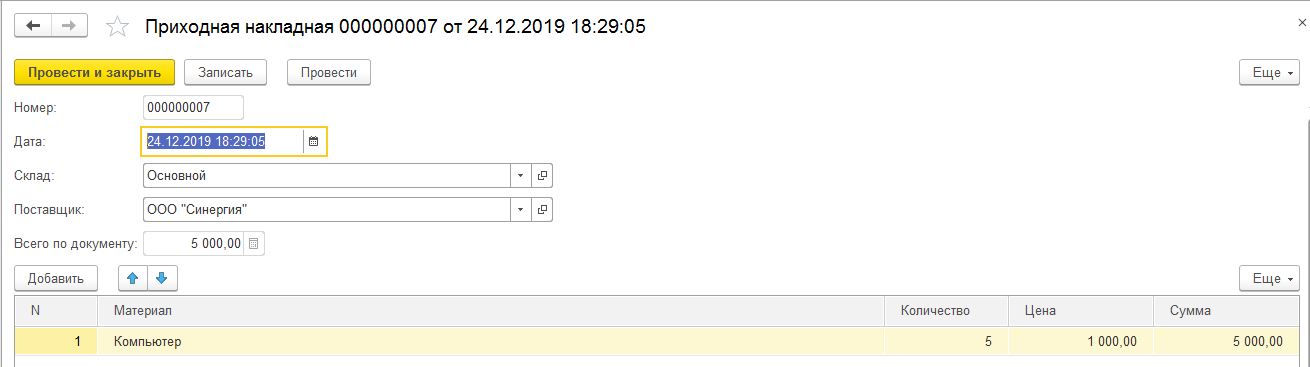 Приходная накладная 000000007 от 24.12.2019 18:29:05
Провести и закрыть Записать Провести Еще
Номер: 000000007
Дата: 24.12.2019 18:29:05
Склад: Основной
Поставщик: ООО "Синергия"
Всего по документу: 5 000,00
Добавить Еще
N Материал Количество Цена Сумма
1 Компьютер 5 1 000,00 5 000,00